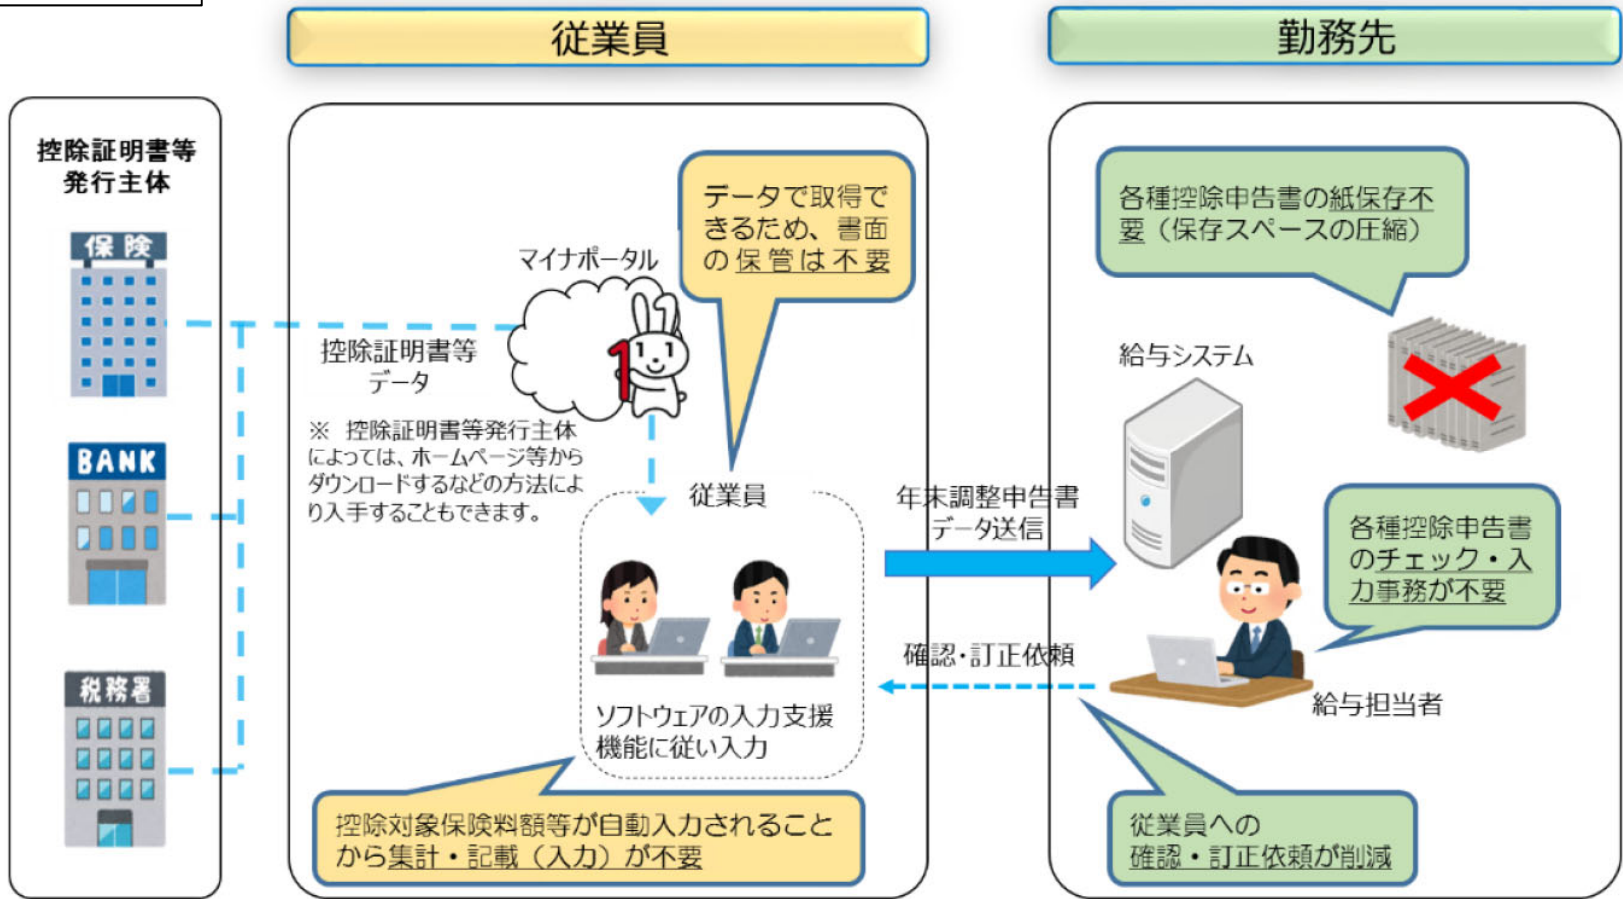 従業員
勤務先
控除証明書等
発行主体
保険
BANK
税務署
マイナポータル
控除証明書等
データ
※ 控除証明書等発行主体
によっては、ホームページ等から
ダウンロードするなどの方法によ
り入手することもできます。
1
データで取得で
きるため、書面
の保管は不要
従業員
ソフトウェアの入力支援
機能に従い入力
控除対象保険料額等が自動入力されること
から集計・記載（入力）が不要
年末調整申告書
データ送信
確認・訂正依頼
各種控除申告書の紙保存不
要（保存スペースの圧縮）
給与システム
各種控除申告書
のチェック・入
力事務が不要
給与担当者
従業員への
確認・訂正依頼が削減